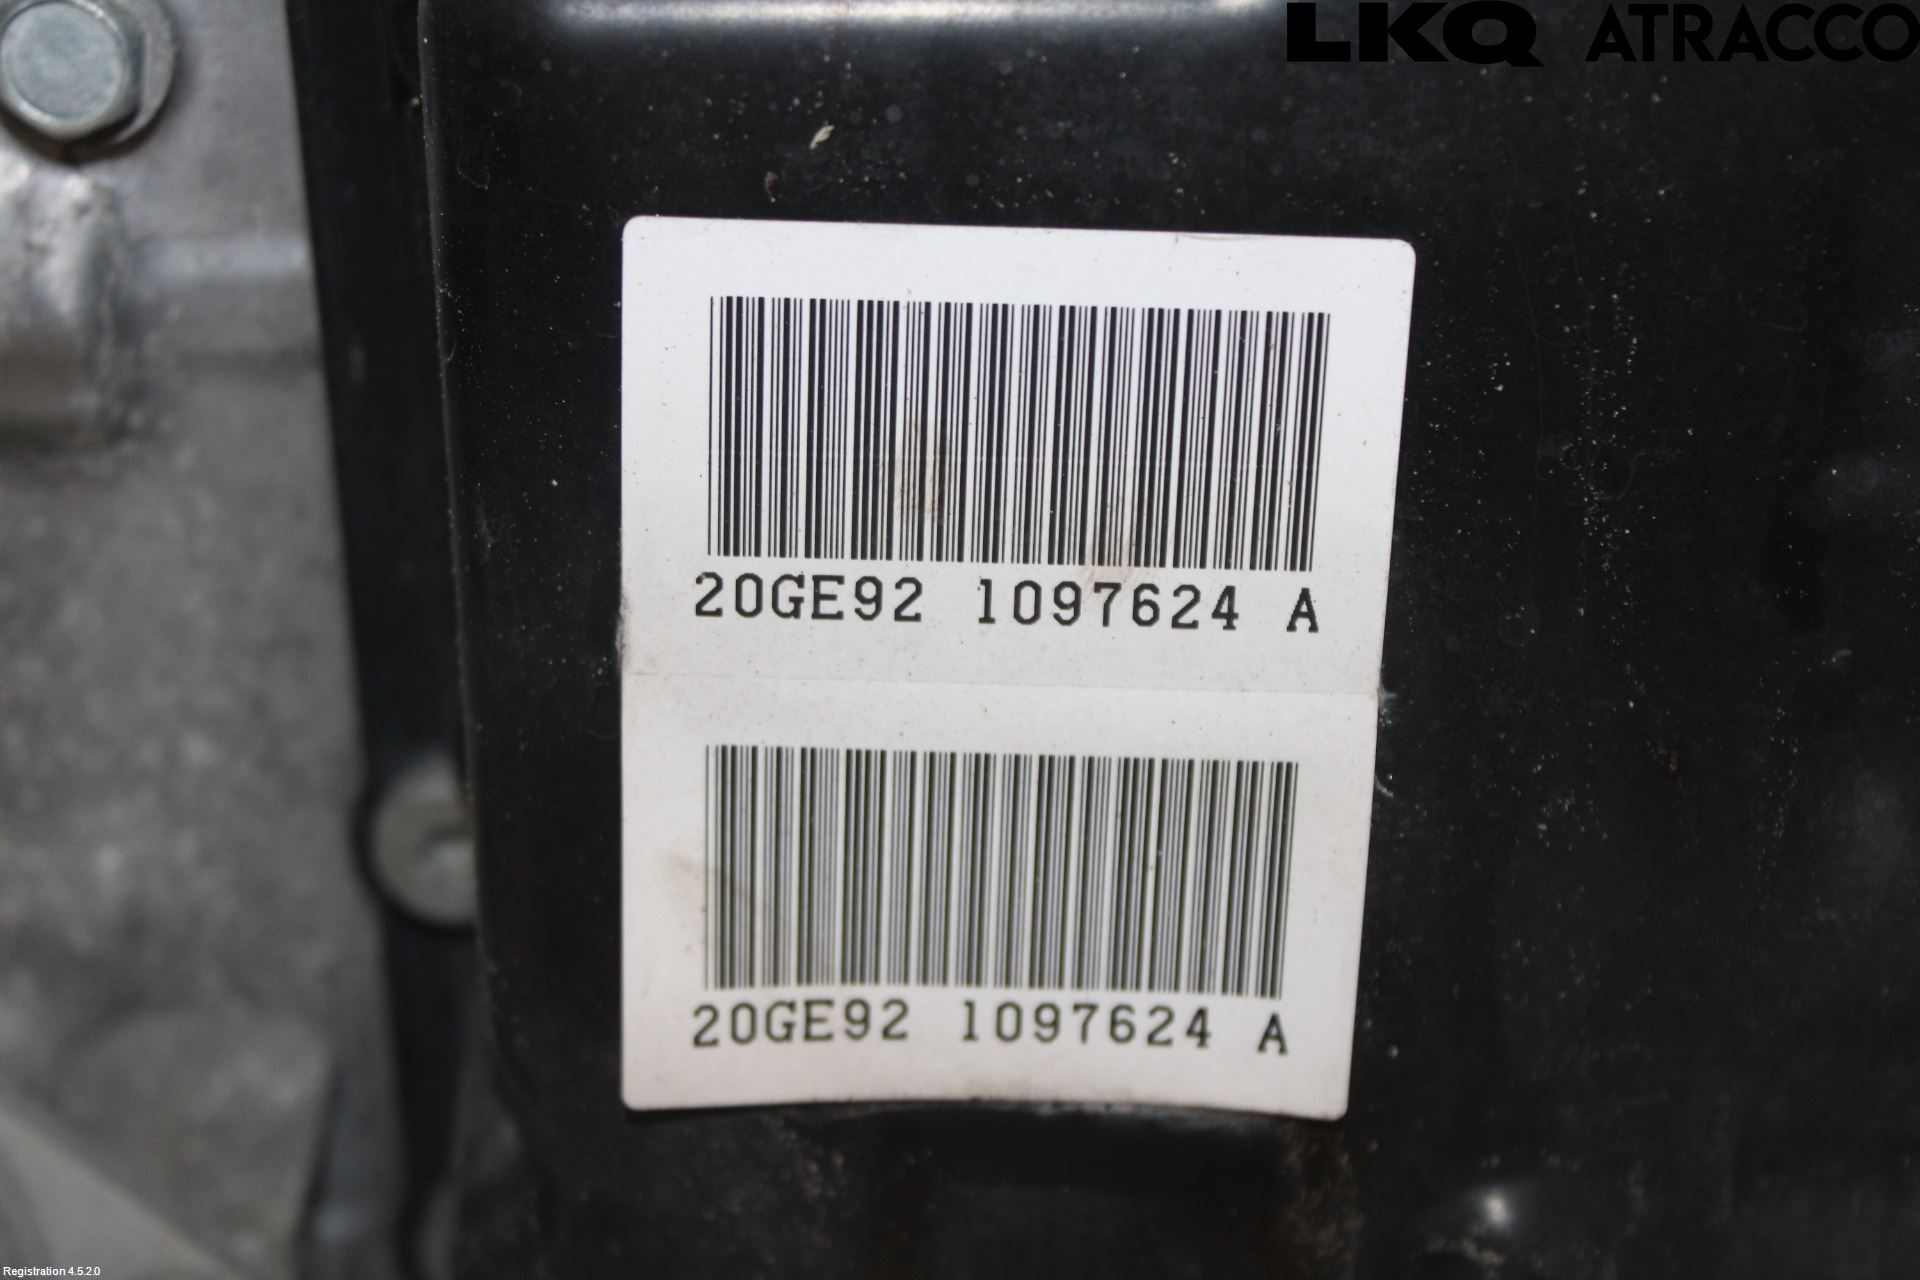 LKQ ATRACCO
20GE92 1097624 A
20GE92 1097624 A
Registration 4.5.2.0